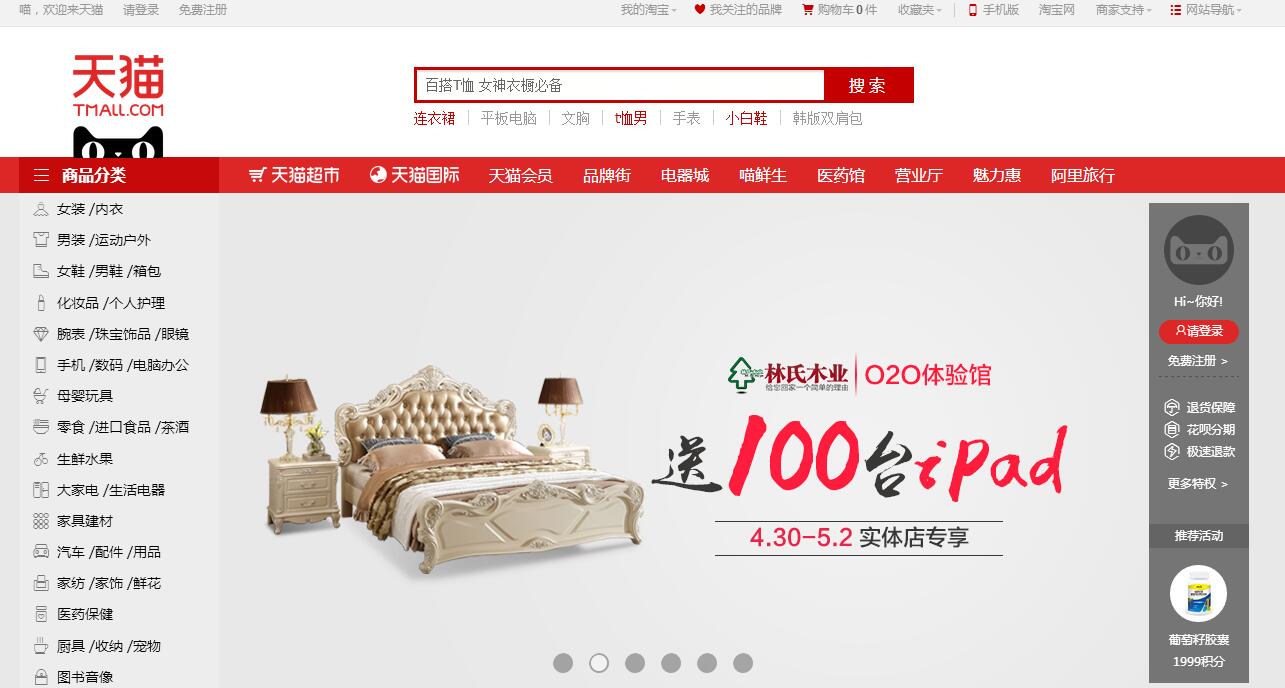 喵，欢迎来天猫 请登录 免费注册 我的淘宝 我关注的品牌 购物车0件 收藏夹 手机版 淘宝网 商家支持 网站导航
天猫
TMALL.COM
百搭T恤 女神衣橱必备 搜索
连衣裙 平板电脑 文胸 t恤男 手表 小白鞋 韩版双肩包
商品分类 天猫超市 天猫国际 天猫会员 品牌街 电器城 喵鲜生 医药馆 营业厅 魅力惠 阿里旅行
女装 /内衣
男装 /运动户外
女鞋 /男鞋 /箱包
化妆品 /个人护理
腕表 /珠宝饰品 /眼镜
手机 /数码 /电脑办公
母婴玩具
零食 /进口食品 /茶酒
生鲜水果
大家电 /生活电器
家具建材
汽车 /配件 /用品
家纺 /家饰 /鲜花
医药保健
厨具 /收纳 /宠物
图书音像
林氏木业 O2O体验馆
给您回家一个简单的理由
送100台iPad
4.30-5.2 实体店专享
Hi~你好!
请登录
免费注册 >
退货保障
花呗分期
极速退款
更多特权 >
推荐活动
葡萄籽胶囊
1999积分